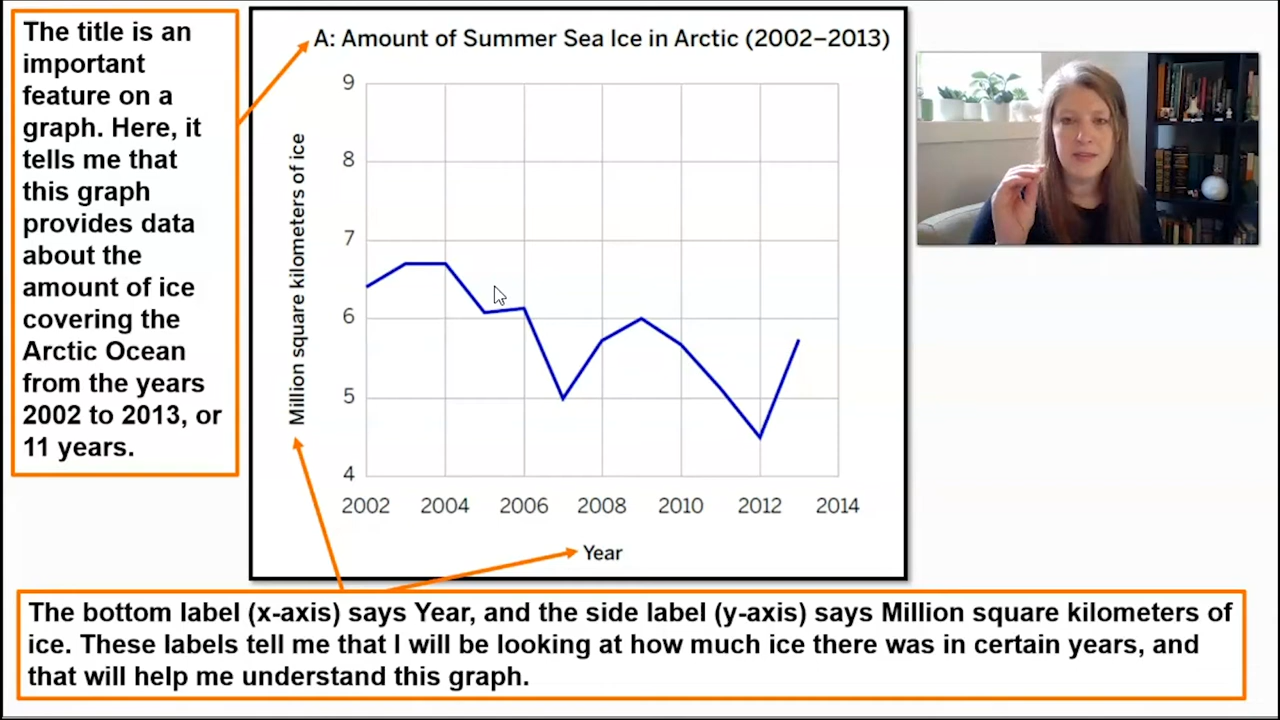 The title is an
important
feature on a
graph. Here, it
tells me that
this graph
provides data
about the
amount of ice
covering the
Arctic Ocean
from the years
2002 to 2013, or
11 years.
A: Amount of Summer Sea Ice in Arctic (2002–2013)
Million square kilometers of ice
9
8
7
6
5
4
2002 2004 2006 2008 2010 2012 2014
Year
The bottom label (x-axis) says Year, and the side label (y-axis) says Million square kilometers of
ice. These labels tell me that I will be looking at how much ice there was in certain years, and
that will help me understand this graph.